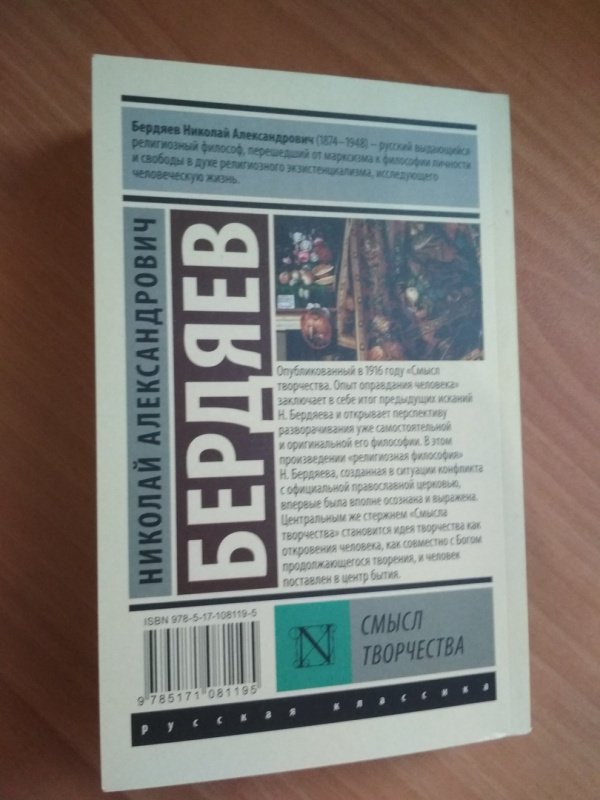 Бердяев Николай Александрович (1874–1948) – русский выдающийся
религиозный философ, перешедший от марксизма к философии личности
и свободы в духе религиозного экзистенциализма, исследующего
человеческую жизнь.
НИКОЛАЙ АЛЕКСАНДРОВИЧ
БЕРДЯЕВ
Опубликованный в 1916 году «Смысл
творчества. Опыт оправдания человека»
заключает в себе итог предыдущих исканий
Н. Бердяева и открывает перспективу
разворачивания уже самостоятельной
и оригинальной его философии. В этом
произведении «религиозная философия»
Н. Бердяева, созданная в ситуации конфликта
с официальной православной церковью,
впервые была вполне осознана и выражена.
Центральным же стержнем «Смысла
творчества» становится идея творчества как
откровения человека, как совместно с Богом
продолжающегося творения, и человек
поставлен в центр бытия.
ISBN 978-5-17-108119-5
9 785171 081195
N
СМЫСЛ
ТВОРЧЕСТВА
русская классика